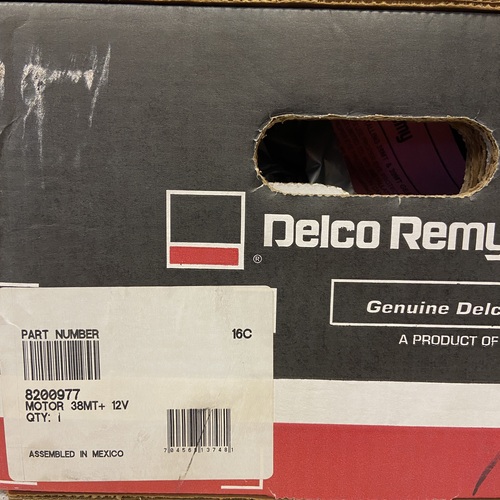 Delco Remy
®
Genuine Delc
A PRODUCT OF
PART NUMBER 16C
8200977
MOTOR 38MT+ 12V
QTY: 1
ASSEMBLED IN MEXICO